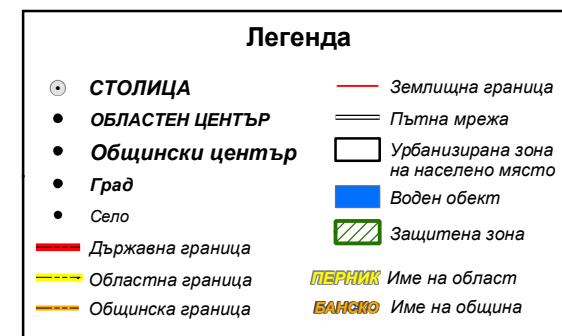 Легенда
СТОЛИЦА
ОБЛАСТЕН ЦЕНТЪР
Общински център
Град
Село
Държавна граница
Областна граница
Общинска граница
Землищна граница
Пътна мрежа
Урбанизирана зона
на населено място
Воден обект
Защитена зона
ПЕРНИК Име на област
БАНСКО Име на община